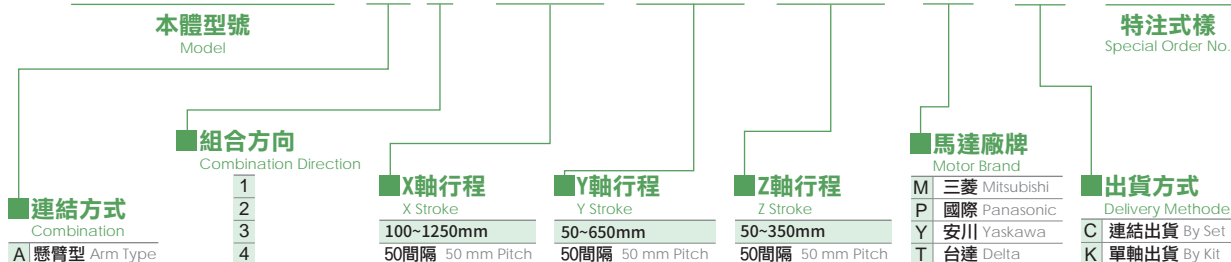 本體型號
Model
特注式樣
Special Order No.
組合方向
Combination Direction
1
2
3
4
馬達廠牌
Motor Brand
M 三菱 Mitsubishi
P 國際 Panasonic
Y 安川 Yaskawa
T 台達 Delta
X軸行程
X Stroke
100~1250mm
50間隔 50 mm Pitch
Y軸行程
Y Stroke
50~650mm
50間隔 50 mm Pitch
Z軸行程
Z Stroke
50~350mm
50間隔 50 mm Pitch
出貨方式
Delivery Methode
C 連結出貨 By Set
K 單軸出貨 By Kit
連結方式
Combination
A 懸臂型 Arm Type